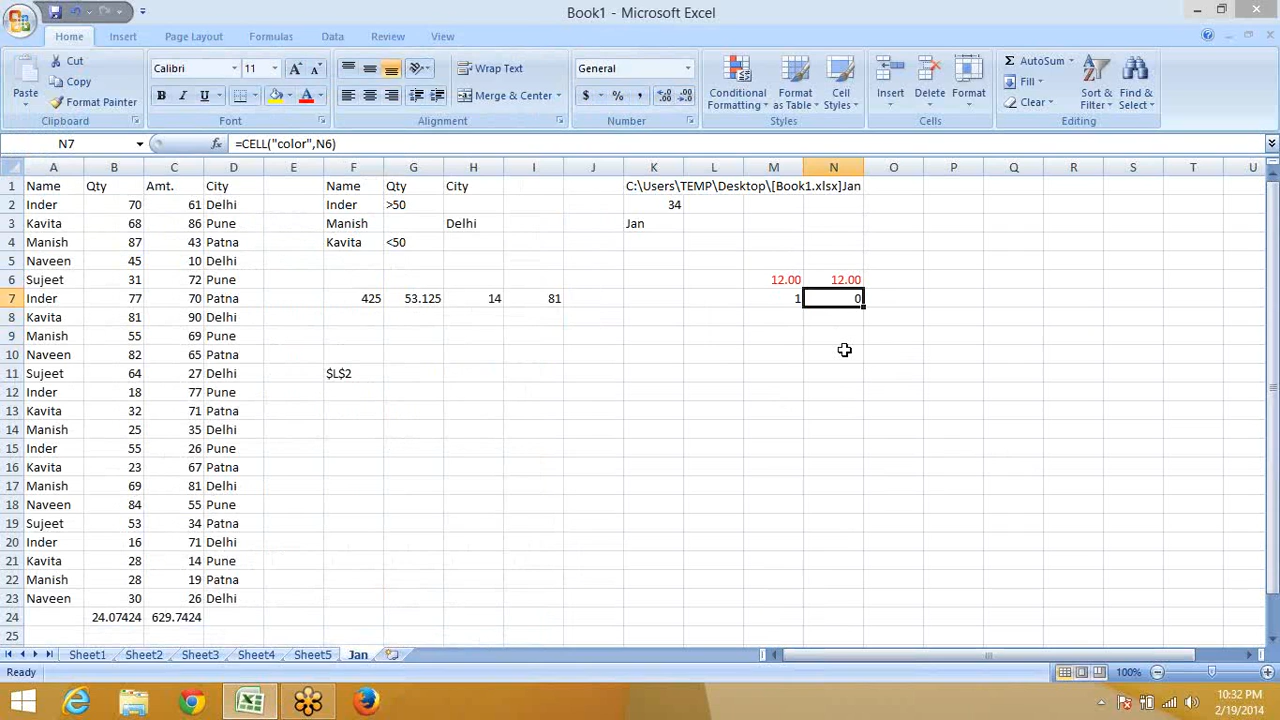 Book1 - Microsoft Excel
Home Insert Page Layout Formulas Data Review View
Paste Cut Copy Format Painter Clipboard
Calibri 11 B I U A Font
Wrap Text Merge & Center Alignment
General $ % , Number
Conditional Formatting Format as Table Cell Styles Styles
Insert Delete Format Cells
Σ AutoSum Fill Clear Sort & Filter Find & Select Editing
N7 fx =CELL("color",N6)
A B C D E F G H I J K L M N O P Q R S T U
1 Name Qty Amt. City Name Qty City C:\Users\TEMP\Desktop\[Book1.xlsx]Jan
2 Inder 70 61 Delhi Inder >50 34
3 Kavita 68 86 Pune Manish Delhi Jan
4 Manish 87 43 Patna Kavita <50
5 Naveen 45 10 Delhi
6 Sujeet 31 72 Pune 12.00 12.00
7 Inder 77 70 Patna 425 53.125 14 81 1 0
8 Kavita 81 90 Delhi
9 Manish 55 69 Pune
10 Naveen 82 65 Patna
11 Sujeet 64 27 Delhi $L$2
12 Inder 18 77 Pune
13 Kavita 32 71 Patna
14 Manish 25 35 Delhi
15 Inder 55 26 Pune
16 Kavita 23 67 Patna
17 Manish 69 81 Delhi
18 Naveen 84 55 Pune
19 Sujeet 53 34 Patna
20 Inder 16 71 Delhi
21 Kavita 28 14 Pune
22 Manish 28 19 Patna
23 Naveen 30 26 Delhi
24 24.07424 629.7424
25
Sheet1 Sheet2 Sheet3 Sheet4 Sheet5 Jan
Ready 100%
10:32 PM
2/19/2014